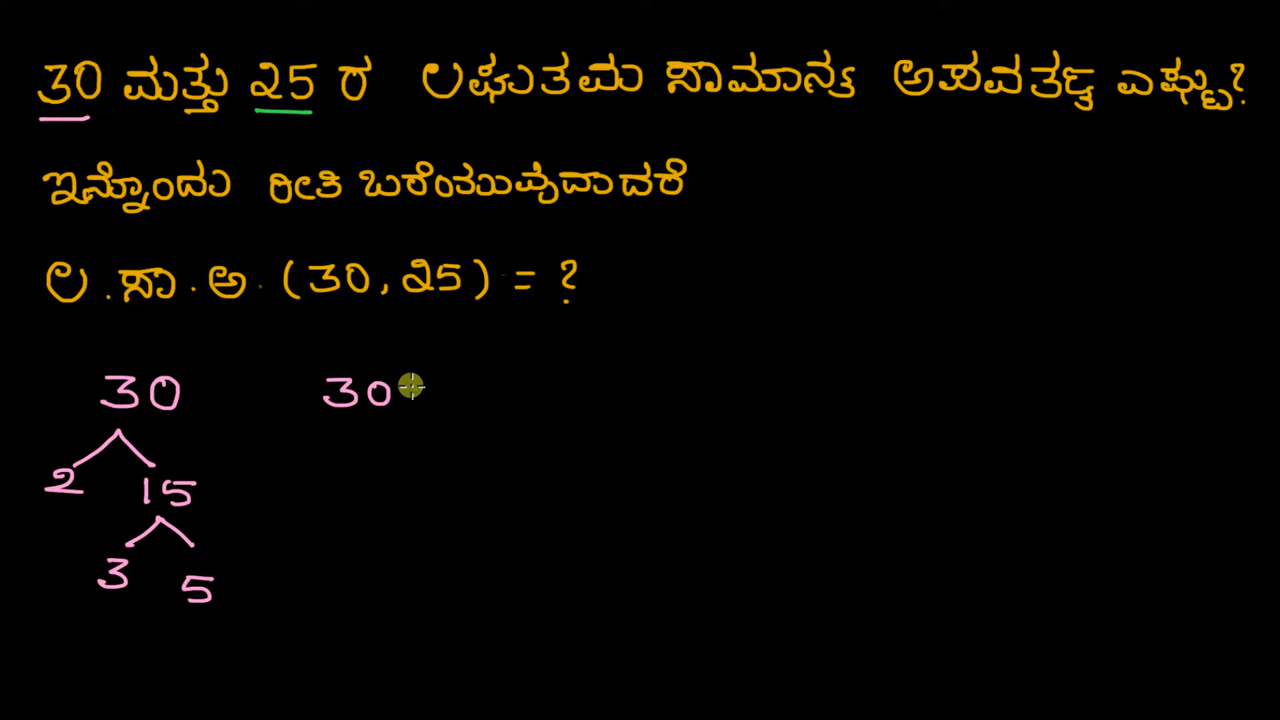 30 ಮತ್ತು 25 ರ ಲಘುತಮ ಸಾಮಾನ್ಯ ಅಪವರ್ತ್ಯ ಎಷ್ಟು?
ಇನ್ನೊಂದು ರೀತಿ ಬರೆಯುವುದಾದರೆ
ಲ.ಸಾ.ಅ. (30, 25) = ?
30 30
2 15
3 5